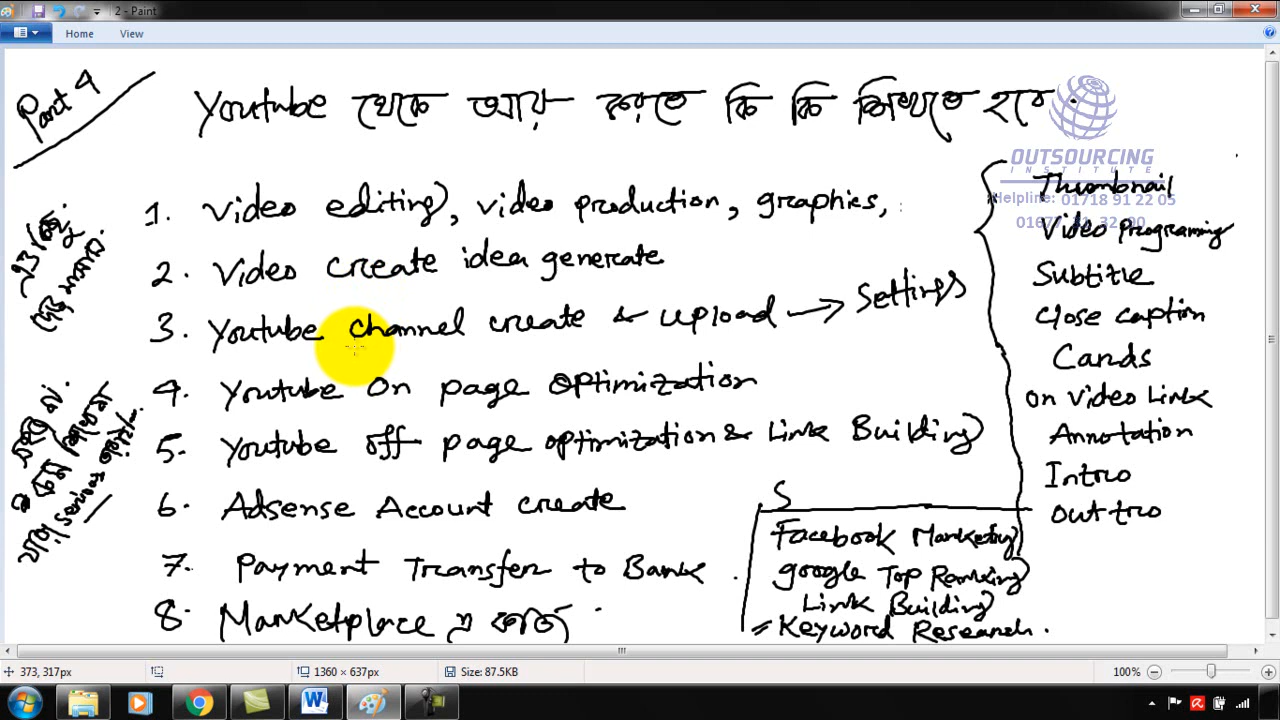 2 - Paint
Home View
Part 4
Youtube থেকে আয় করতে কি কি শিখতে হবে.
OUTSOURCING
INSTITUTE
Helpline: 01718 91 22 05
1. Video editing, video production, graphics,
2. Video create idea generate
3. Youtube channel create & upload → Settings
4. Youtube On page optimization
5. Youtube off page optimization & Link Building
6. Adsense Account create
7. Payment Transfer to Bank.
8. Marketplace এ কাজ
Thumbnail
Video Programing
Subtitle
Close caption
Cards
on video Link
Annotation
Intro
outtro
S
Facebook Marketing
google Top Ranking
Link Building
Keyword Research.
373, 317px
1360 × 637px
Size: 87.5KB
100%